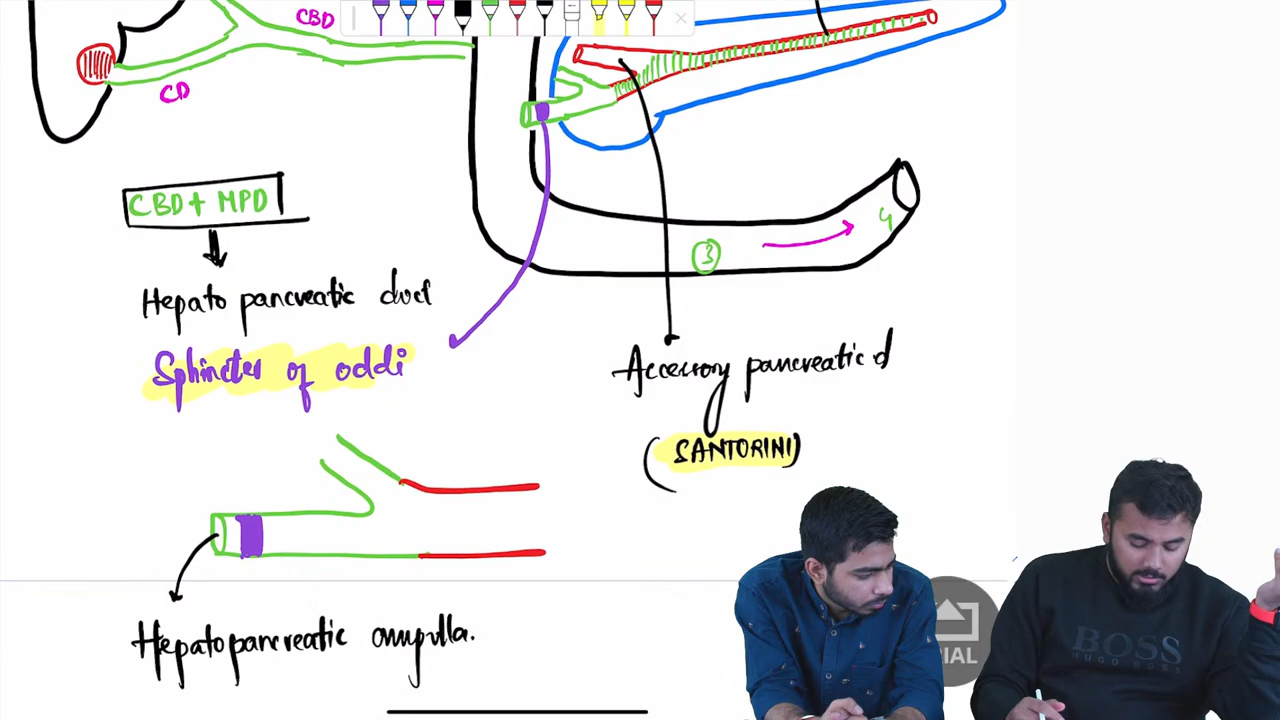 CBD
CD
CBD + MPD
Hepato pancreatic duct
Sphincter of oddi
3
4
Accessory pancreatic d
(SANTORINI)
Hepatopancreatic ampulla.
BOSS
HUGO BOSS
IAL